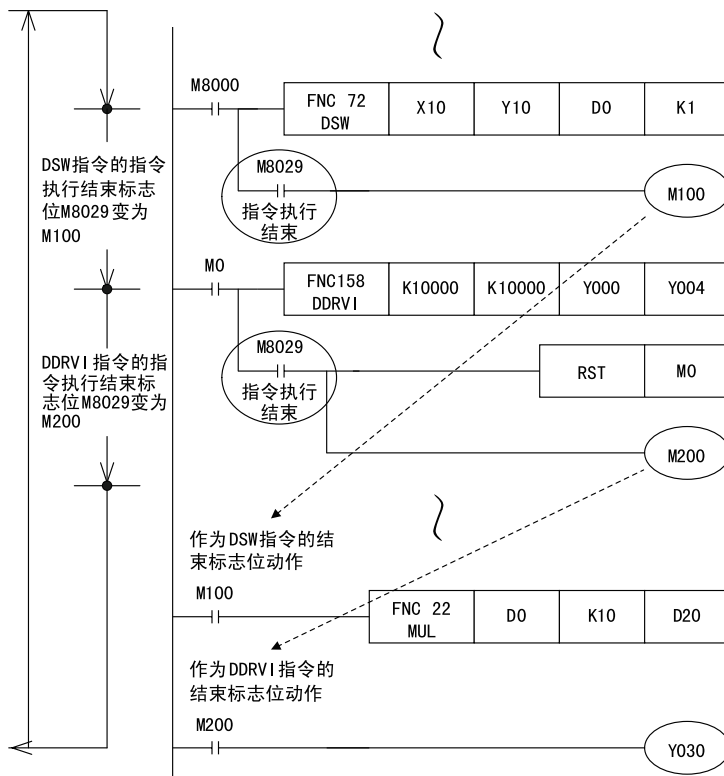 M8000
FNC 72
DSW
X10
Y10
D0
K1
DSW指令的指令
执行结束标志
位M8029变为
M100
M8029
指令执行
结束
M100
M0
FNC158
DDRVI
K10000
K10000
Y000
Y004
DDRVI指令的指
令执行结束标
志位M8029变为
M200
M8029
指令执行
结束
RST
M0
M200
作为DSW指令的结
束标志位动作
M100
FNC 22
MUL
D0
K10
D20
作为DDRVI指令的
结束标志位动作
M200
Y030